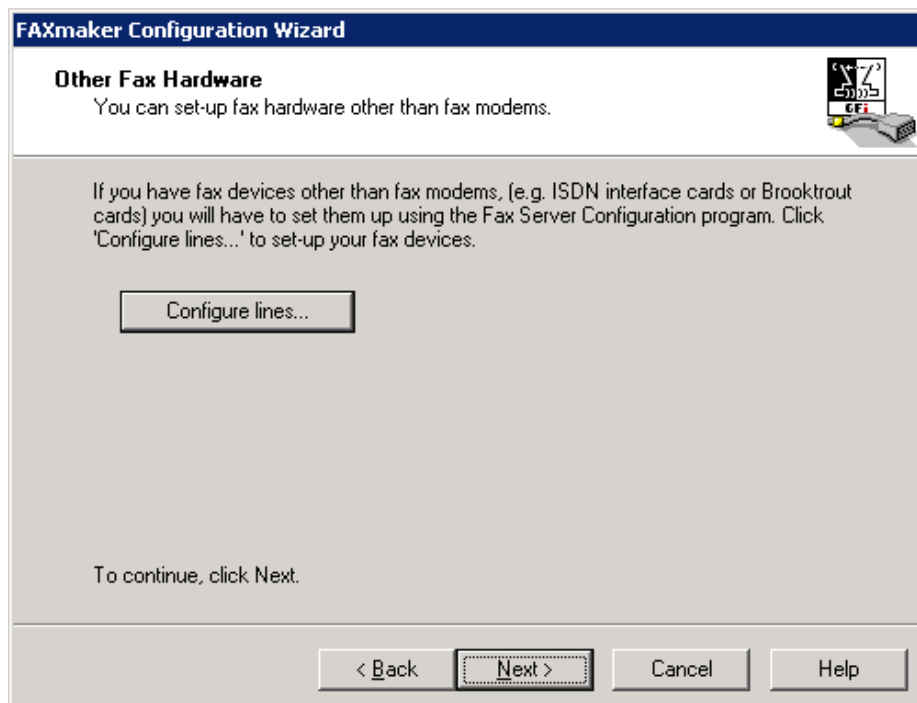 FAXmaker Configuration Wizard
Other Fax Hardware
You can set-up fax hardware other than fax modems.
GFi
If you have fax devices other than fax modems, (e.g. ISDN interface cards or Brooktrout
cards) you will have to set them up using the Fax Server Configuration program. Click
'Configure lines...' to set-up your fax devices.
Configure lines...
To continue, click Next.
< Back
Next >
Cancel
Help